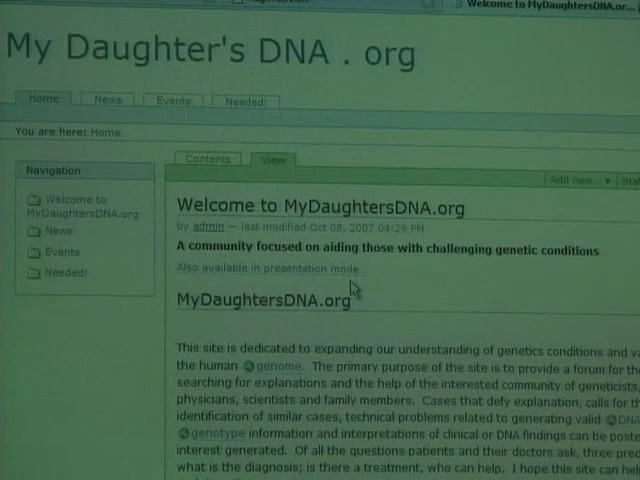 Welcome to MyDaughtersDNA.or...
My Daughter's DNA . org
Home News Events Needed!
You are here: Home
Navigation
Welcome to
MyDaughtersDNA.org
News
Events
Needed!
Contents View
Add new
Welcome to MyDaughtersDNA.org
by admin — last modified Oct 08, 2007 04:29 PM
A community focused on aiding those with challenging genetic conditions
Also available in presentation mode
MyDaughtersDNA.org
This site is dedicated to expanding our understanding of genetics conditions and va
the human genome. The primary purpose of the site is to provide a forum for th
searching for explanations and the help of the interested community of geneticists,
physicians, scientists and family members. Cases that defy explanation, calls for th
identification of similar cases, technical problems related to generating valid DNA
genotype information and interpretations of clinical or DNA findings can be poste
interest generated. Of all the questions patients and their doctors ask, three pred
what is the diagnosis; is there a treatment, who can help. I hope this site can hel